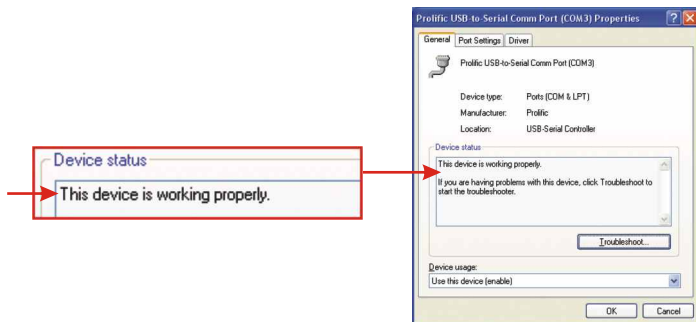 Device status
This device is working properly.
Prolific USB-to-Serial Comm Port (COM3) Properties
General Port Settings Driver
Prolific USB-to-Serial Comm Port (COM3)
Device type: Ports (COM & LPT)
Manufacturer: Prolific
Location: USB-Serial Controller
Device status
This device is working properly.
If you are having problems with this device, click Troubleshoot to
start the troubleshooter.
Troubleshoot...
Device usage:
Use this device (enable)
OK Cancel